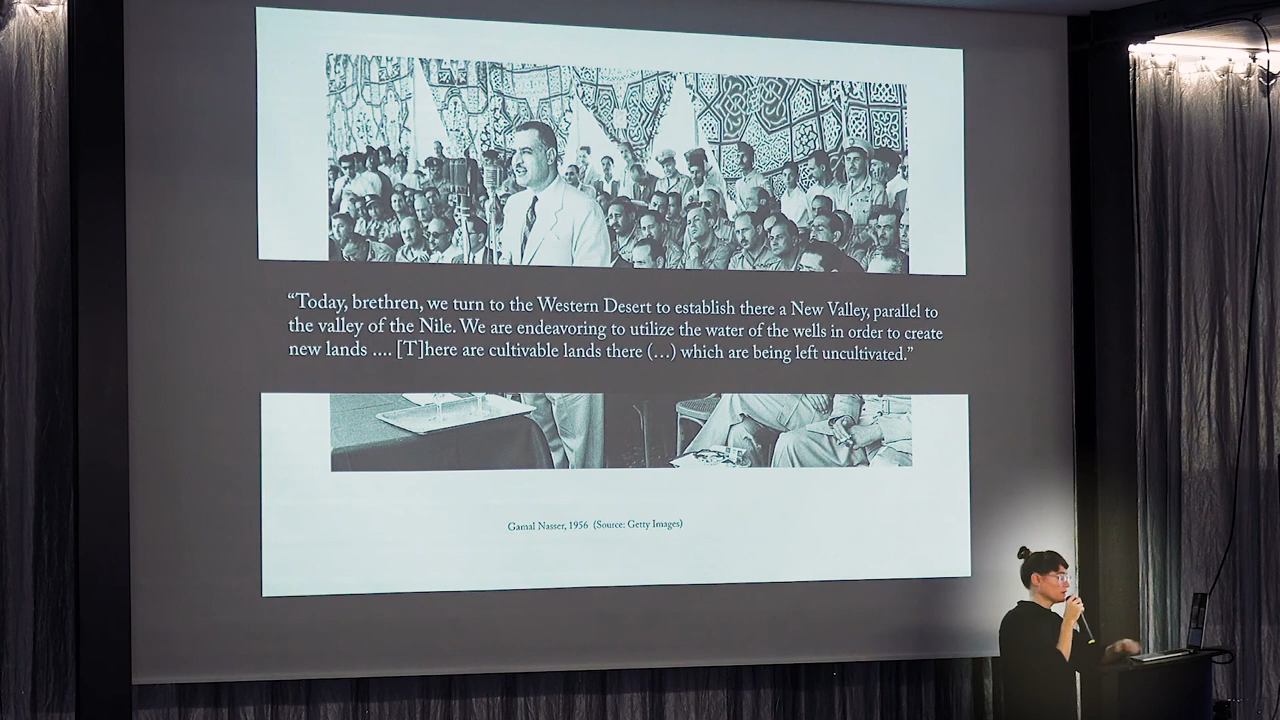 “Today, brethren, we turn to the Western Desert to establish there a New Valley, parallel to
the valley of the Nile. We are endeavoring to utilize the water of the wells in order to create
new lands .... [T]here are cultivable lands there (…) which are being left uncultivated.”
Gamal Nasser, 1956 (Source: Getty Images)